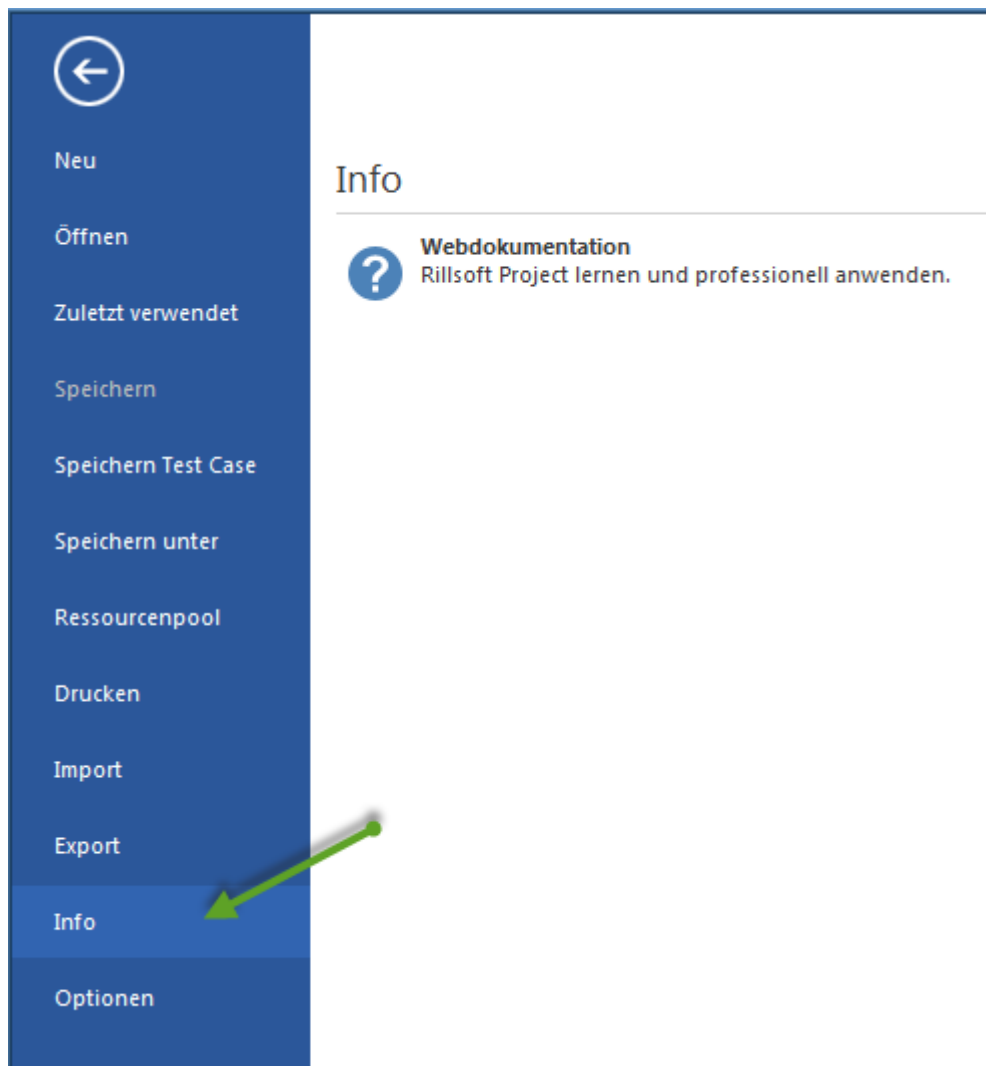 Neu
Öffnen
Zuletzt verwendet
Speichern
Speichern Test Case
Speichern unter
Ressourcenpool
Drucken
Import
Export
Info
Optionen
Info
Webdokumentation
Rillsoft Project lernen und professionell anwenden.